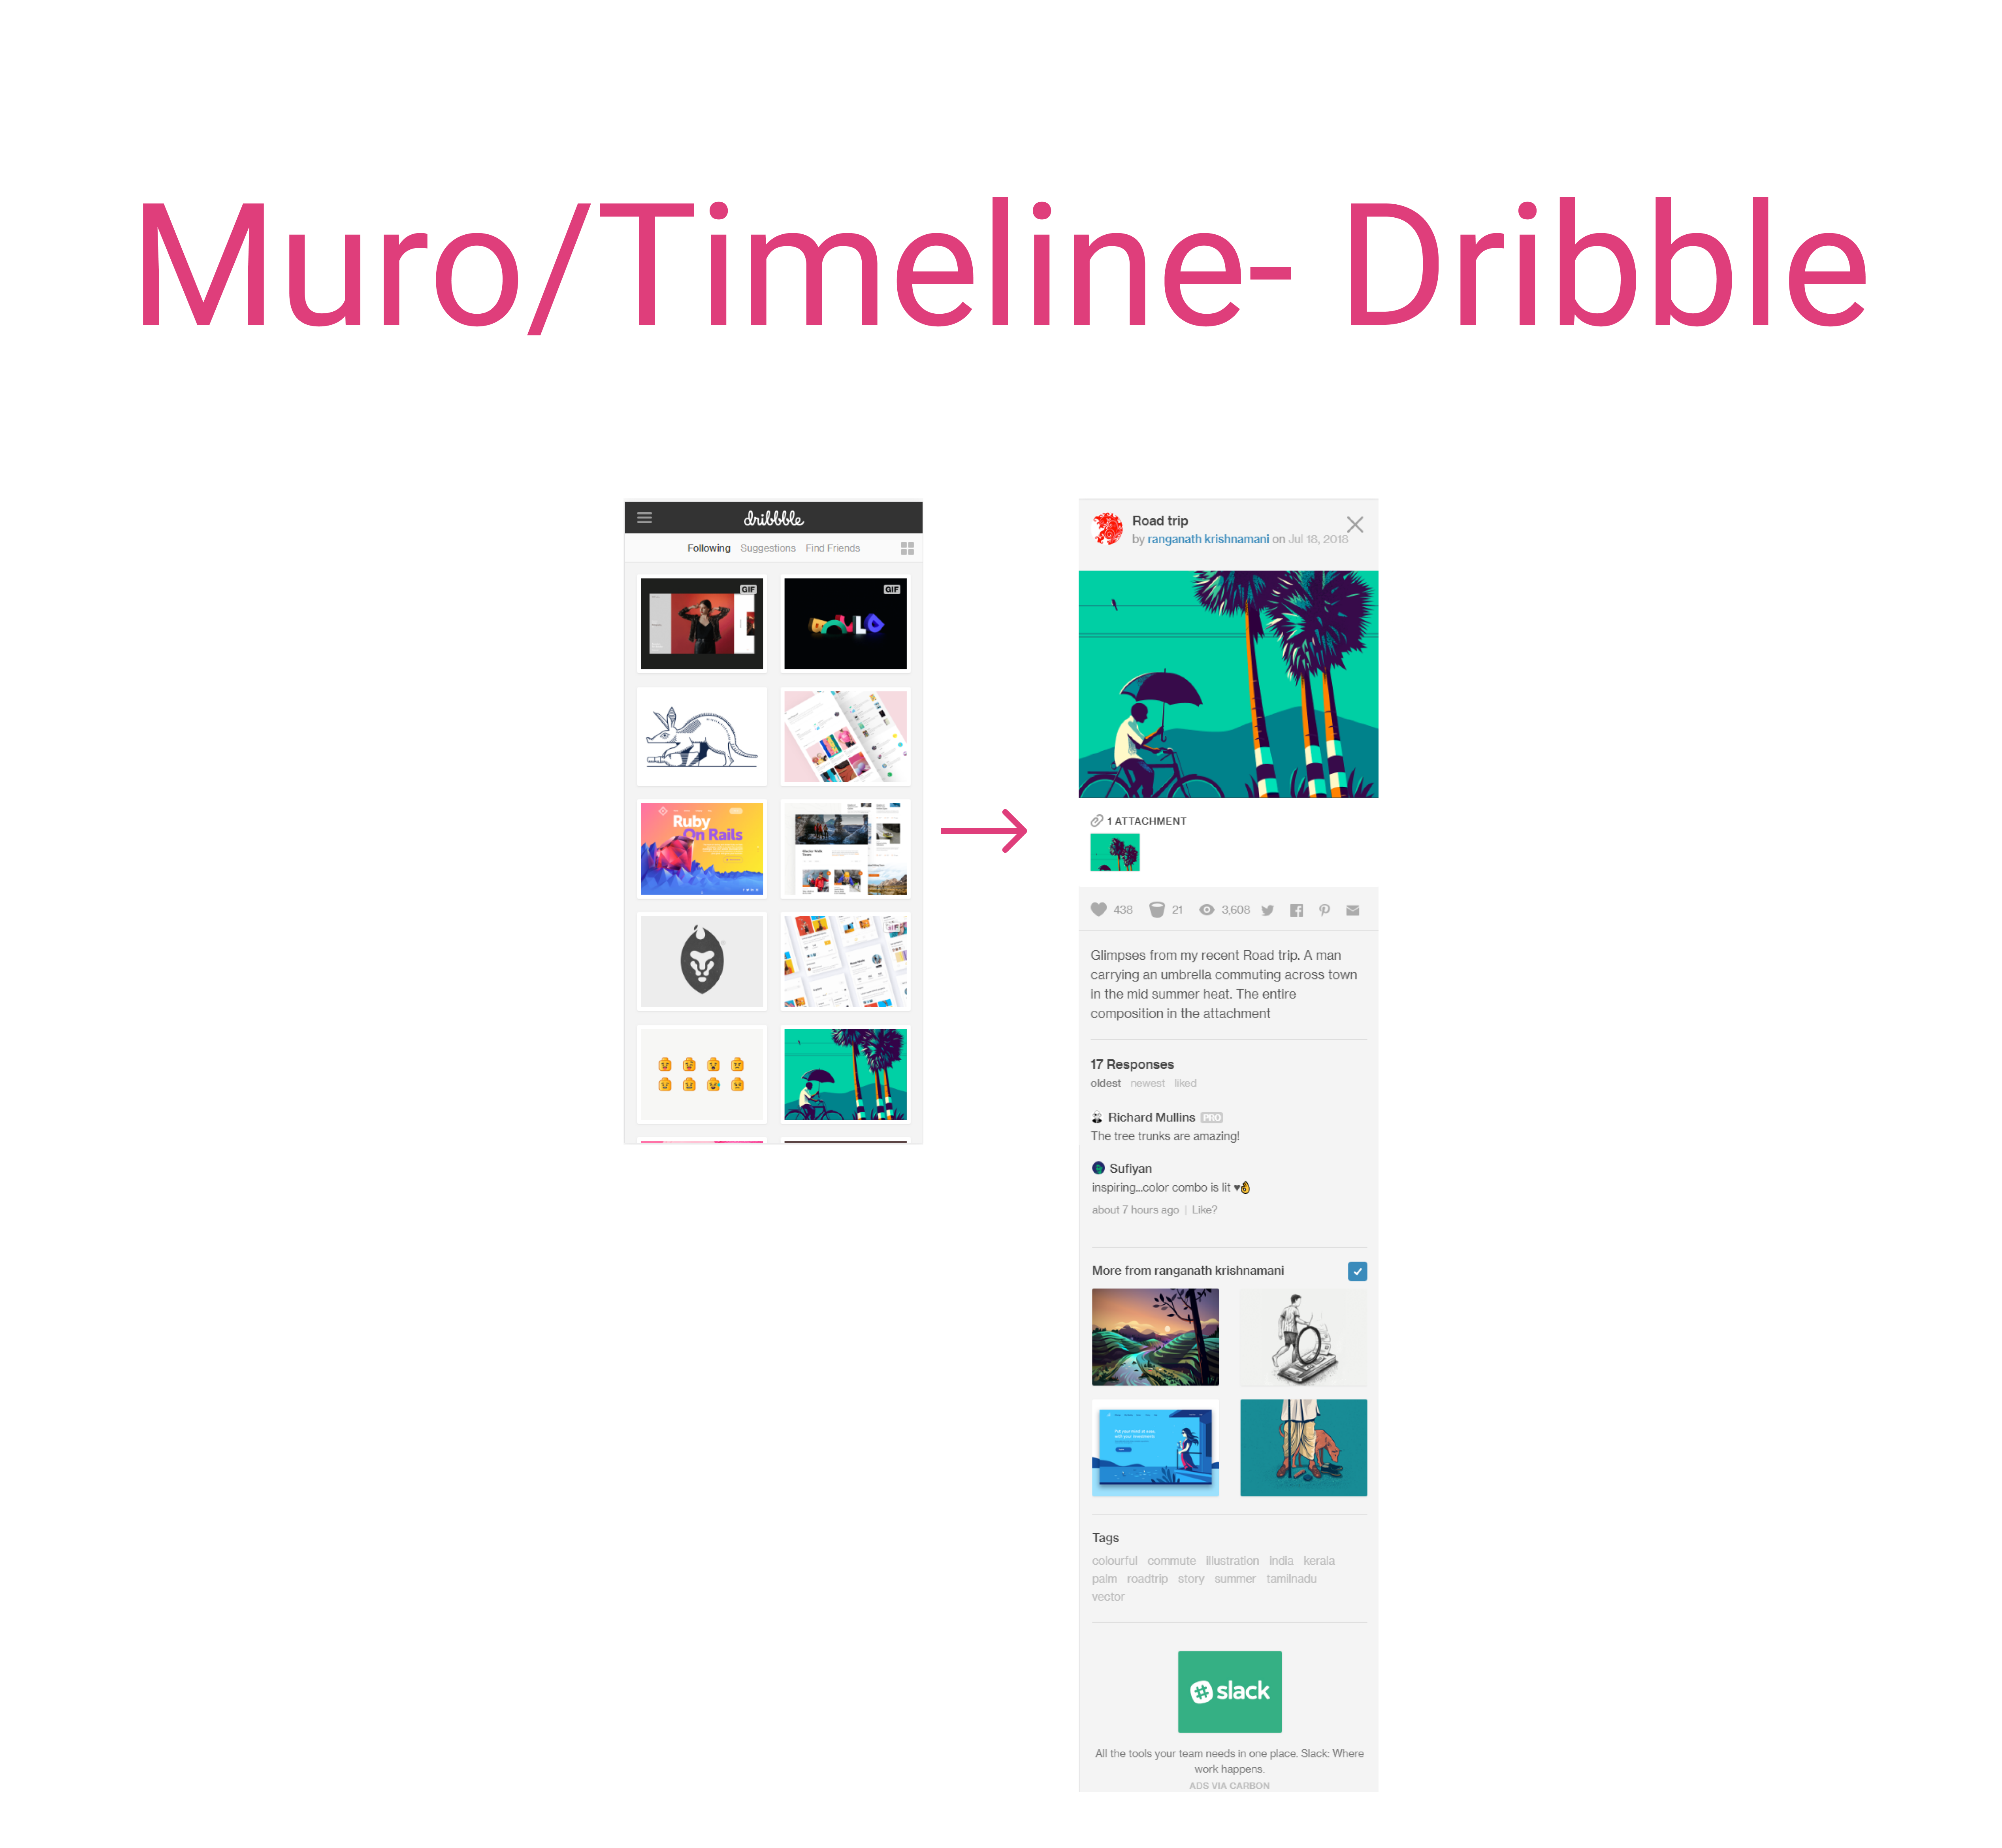 Muro/Timeline- Dribble
dribbble
Following Suggestions Find Friends
GIF
GIF
Ruby
On Rails
Road trip
by ranganath krishnamani on Jul 18, 2018
1 ATTACHMENT
438 21 3,608
Glimpses from my recent Road trip. A man
carrying an umbrella commuting across town
in the mid summer heat. The entire
composition in the attachment
17 Responses
oldest newest liked
Richard Mullins PRO
The tree trunks are amazing!
Sufiyan
inspiring...color combo is lit ♥👌
about 7 hours ago | Like?
More from ranganath krishnamani
Tags
colourful commute illustration india kerala
palm roadtrip story summer tamilnadu
vector
slack
All the tools your team needs in one place. Slack: Where
work happens.
ADS VIA CARBON